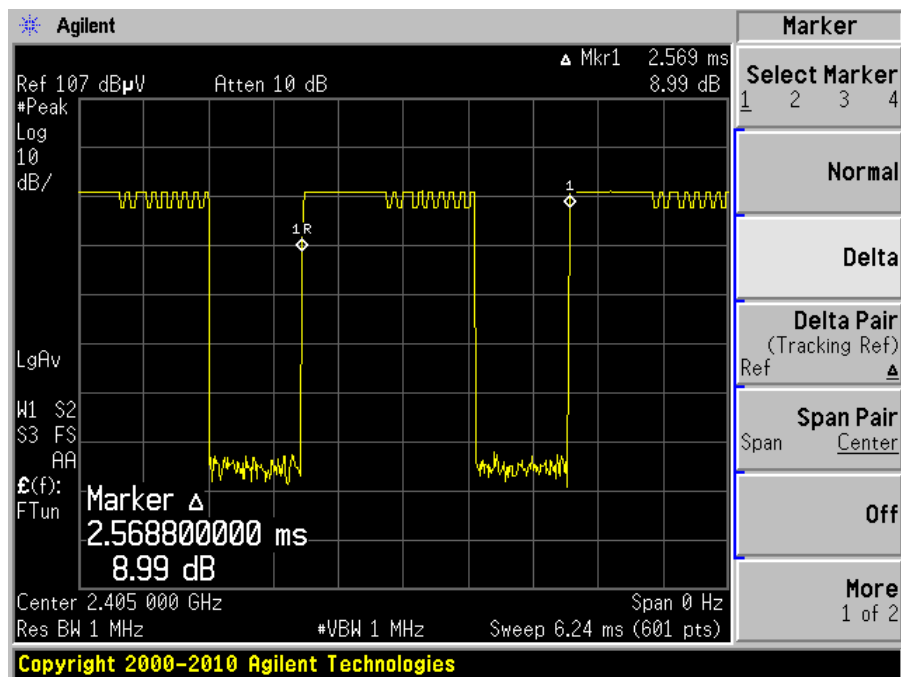 Agilent
Marker
Δ Mkr1 2.569 ms
Ref 107 dBµV Atten 10 dB 8.99 dB
#Peak
Log
10
dB/
1R
1
LgAv
W1 S2
S3 FS
AA
£(f):
FTun
Marker Δ
2.568800000 ms
8.99 dB
Center 2.405 000 GHz Span 0 Hz
Res BW 1 MHz #VBW 1 MHz Sweep 6.24 ms (601 pts)
Copyright 2000-2010 Agilent Technologies
Select Marker
1 2 3 4
Normal
Delta
Delta Pair
(Tracking Ref)
Ref Δ
Span Pair
Span Center
Off
More
1 of 2